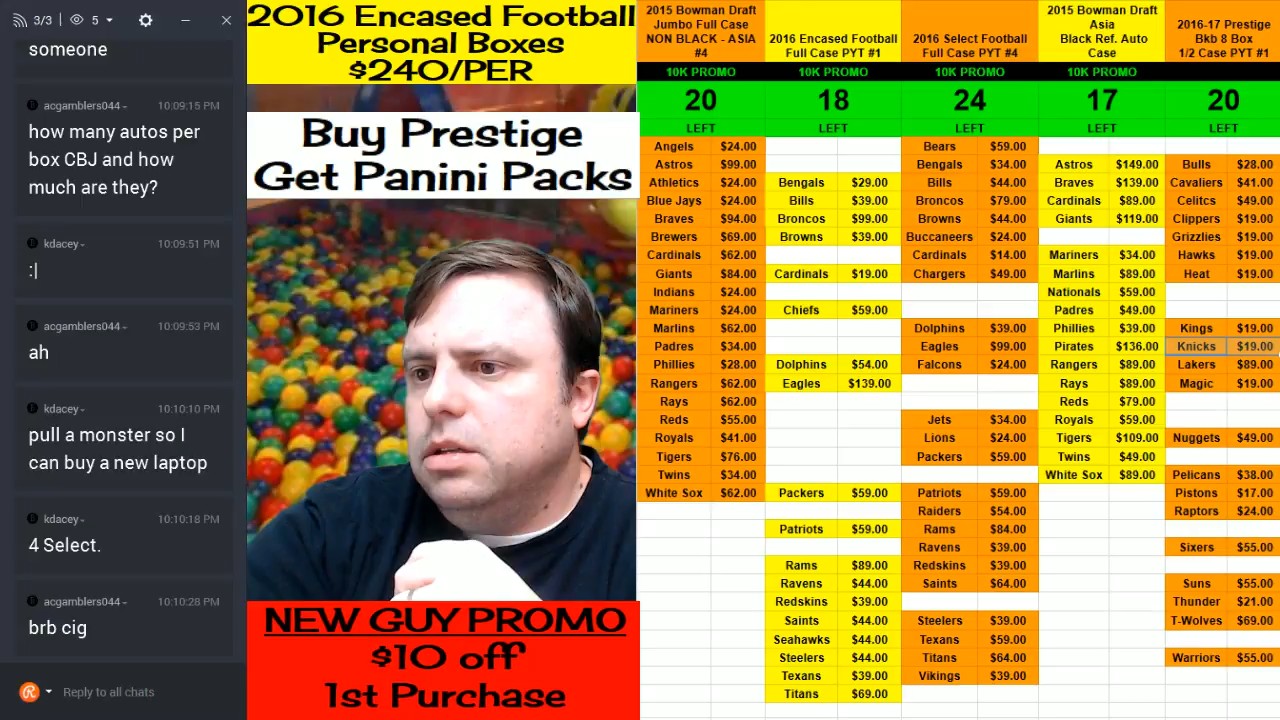 3/3 5
someone
acgamblers044 10:09:15 PM
how many autos per
box CBJ and how
much are they?
kdacey 10:09:51 PM
:|
acgamblers044 10:09:53 PM
ah
kdacey 10:10:10 PM
pull a monster so I
can buy a new laptop
kdacey 10:10:18 PM
4 Select.
acgamblers044 10:10:28 PM
brb cig
Reply to all chats
2016 Encased Football
Personal Boxes
$240/PER
Buy Prestige
Get Panini Packs
NEW GUY PROMO
$10 off
1st Purchase
2015 Bowman Draft
Jumbo Full Case
NON BLACK - ASIA
#4
10K PROMO
20
LEFT
Angels $24.00
Astros $99.00
Athletics $24.00
Blue Jays $24.00
Braves $94.00
Brewers $69.00
Cardinals $62.00
Giants $84.00
Indians $24.00
Mariners $24.00
Marlins $62.00
Padres $34.00
Phillies $28.00
Rangers $62.00
Rays $62.00
Reds $55.00
Royals $41.00
Tigers $76.00
Twins $34.00
White Sox $62.00
2016 Encased Football
Full Case PYT #1
10K PROMO
18
LEFT
Bengals $29.00
Bills $39.00
Broncos $99.00
Browns $39.00
Cardinals $19.00
Chiefs $59.00
Dolphins $54.00
Eagles $139.00
Packers $59.00
Patriots $59.00
Rams $89.00
Ravens $44.00
Redskins $39.00
Saints $44.00
Seahawks $44.00
Steelers $44.00
Texans $39.00
Titans $69.00
2016 Select Football
Full Case PYT #4
10K PROMO
24
LEFT
Bears $59.00
Bengals $34.00
Bills $44.00
Broncos $79.00
Browns $44.00
Buccaneers $24.00
Cardinals $14.00
Chargers $49.00
Dolphins $39.00
Eagles $99.00
Falcons $24.00
Jets $34.00
Lions $24.00
Packers $59.00
Patriots $59.00
Raiders $54.00
Rams $84.00
Ravens $39.00
Redskins $39.00
Saints $64.00
Steelers $39.00
Texans $59.00
Titans $64.00
Vikings $39.00
2015 Bowman Draft
Asia
Black Ref. Auto
Case
10K PROMO
17
LEFT
Astros $149.00
Braves $139.00
Cardinals $89.00
Giants $119.00
Mariners $34.00
Marlins $89.00
Nationals $59.00
Padres $49.00
Phillies $39.00
Pirates $136.00
Rangers $89.00
Rays $89.00
Reds $79.00
Royals $59.00
Tigers $109.00
Twins $49.00
White Sox $89.00
2016-17 Prestige
Bkb 8 Box
1/2 Case PYT #1
20
LEFT
Bulls $28.00
Cavaliers $41.00
Celitcs $49.00
Clippers $19.00
Grizzlies $19.00
Hawks $19.00
Heat $19.00
Kings $19.00
Knicks $19.00
Lakers $89.00
Magic $19.00
Nuggets $49.00
Pelicans $38.00
Pistons $17.00
Raptors $24.00
Sixers $55.00
Suns $55.00
Thunder $21.00
T-Wolves $69.00
Warriors $55.00